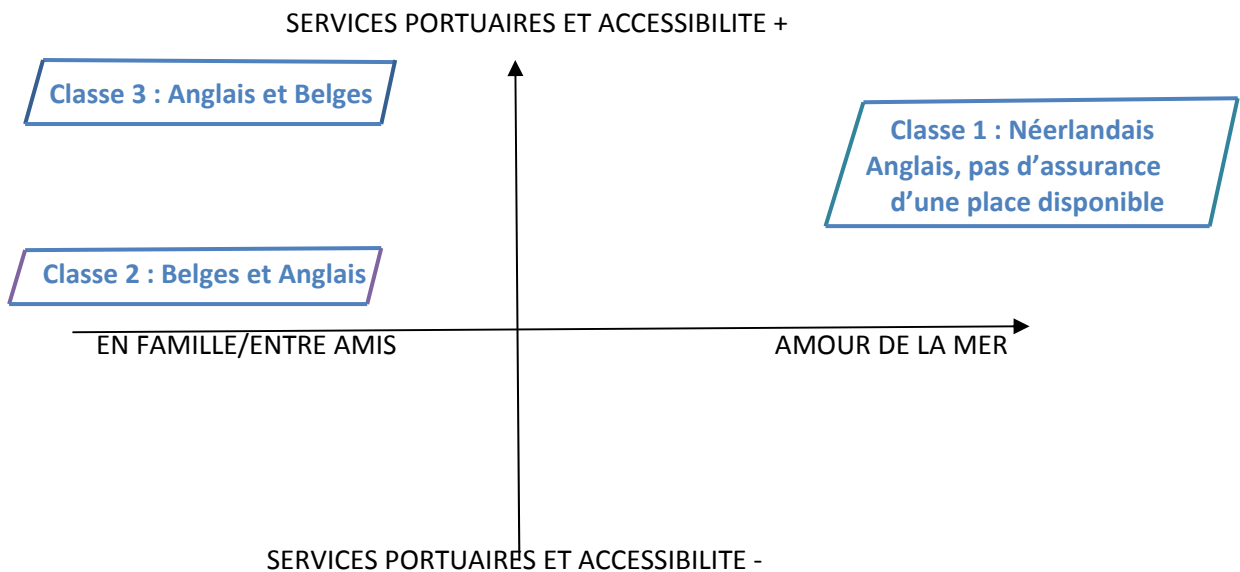 SERVICES PORTUAIRES ET ACCESSIBILITE +
Classe 3 : Anglais et Belges
Classe 1 : Néerlandais
Anglais, pas d’assurance
d’une place disponible
Classe 2 : Belges et Anglais
EN FAMILLE/ENTRE AMIS
AMOUR DE LA MER
SERVICES PORTUAIRES ET ACCESSIBILITE -